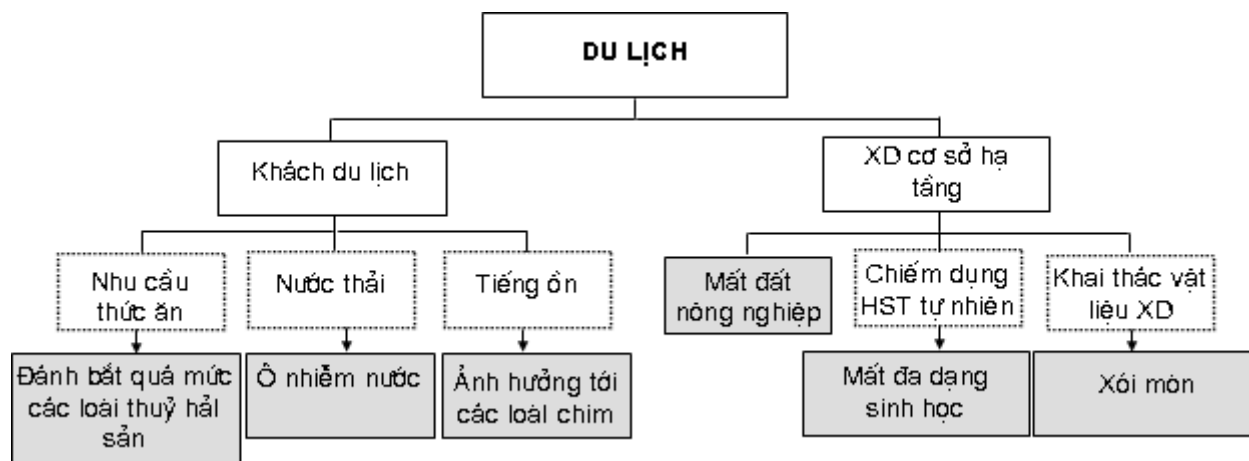 DU LỊCH
Khách du lịch
XD cơ sở hạ
tầng
Nhu cầu
thức ăn
Nước thải
Tiếng ồn
Mất đất
nông nghiệp
Chiếm dụng
HST tự nhiên
Khai thác vật
liệu XD
Đánh bắt quá mức
các loài thuỷ hải
sản
Ô nhiễm nước
Ảnh hưởng tới
các loài chim
Mất đa dạng
sinh học
Xói mòn